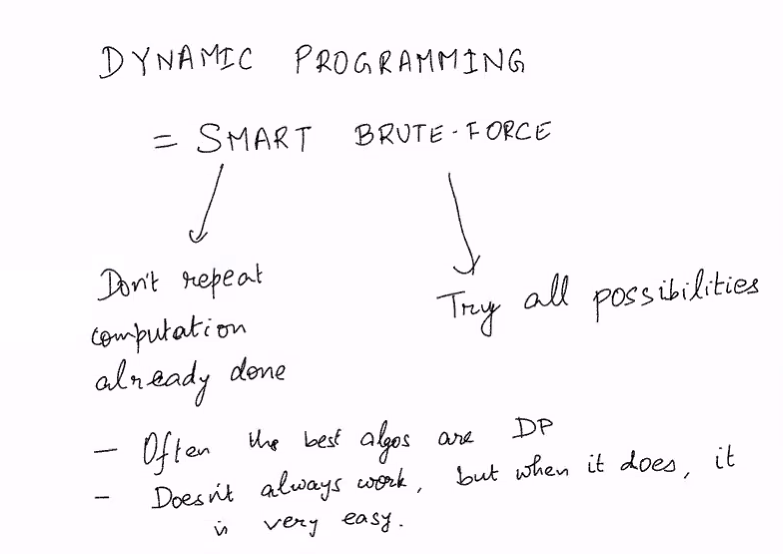 DYNAMIC PROGRAMMING
= SMART BRUTE-FORCE
Don't repeat
computation
already done
Try all possibilities
- Often the best algos are DP
- Doesn't always work, but when it does, it
is very easy.